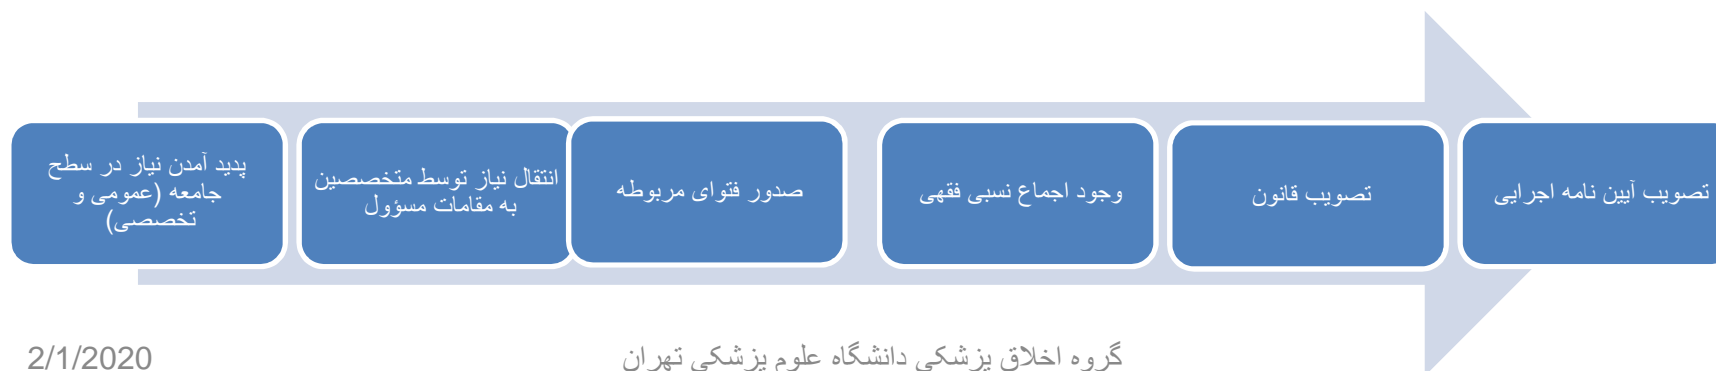 پدید آمدن نیاز در سطح
جامعه (عمومی و
تخصصی)
انتقال نیاز توسط متخصصین
به مقامات مسؤول
صدور فتوای مربوطه
وجود اجماع نسبی فقهی
تصویب قانون
تصویب آیین نامه اجرایی
2/1/2020
گروه اخلاق پزشکی دانشگاه علوم پزشکی تهران